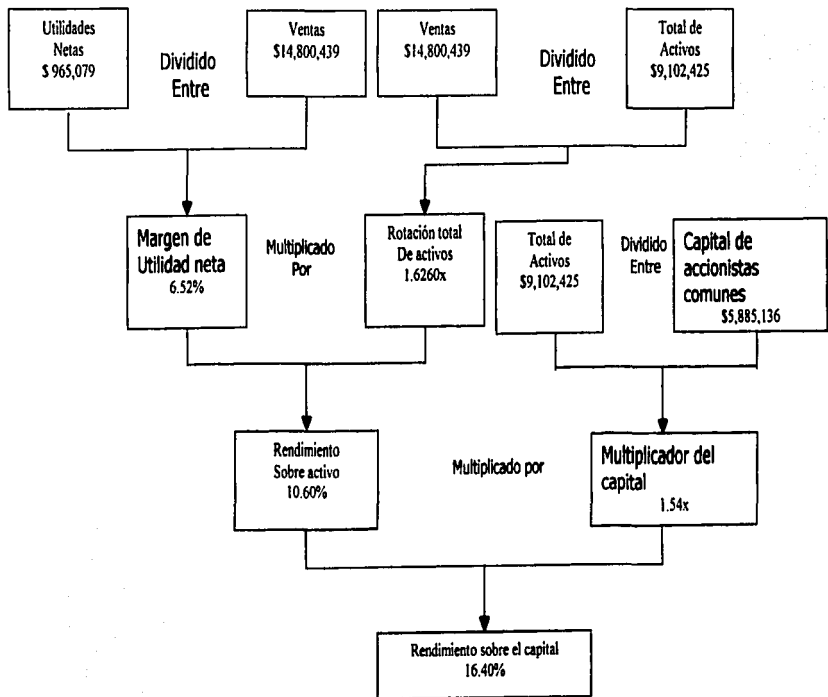 Utilidades
Netas
$ 965,079
Dividido
Entre
Ventas
$14,800,439
Ventas
$14,800,439
Dividido
Entre
Total de
Activos
$9,102,425
Margen de
Utilidad neta
6.52%
Multiplicado
Por
Rotación total
De activos
1.6260x
Total de
Activos
$9,102,425
Dividido
Entre
Capital de
accionistas
comunes
$5,885,136
Rendimiento
Sobre activo
10.60%
Multiplicado por
Multiplicador del
capital
1.54x
Rendimiento sobre el capital
16.40%